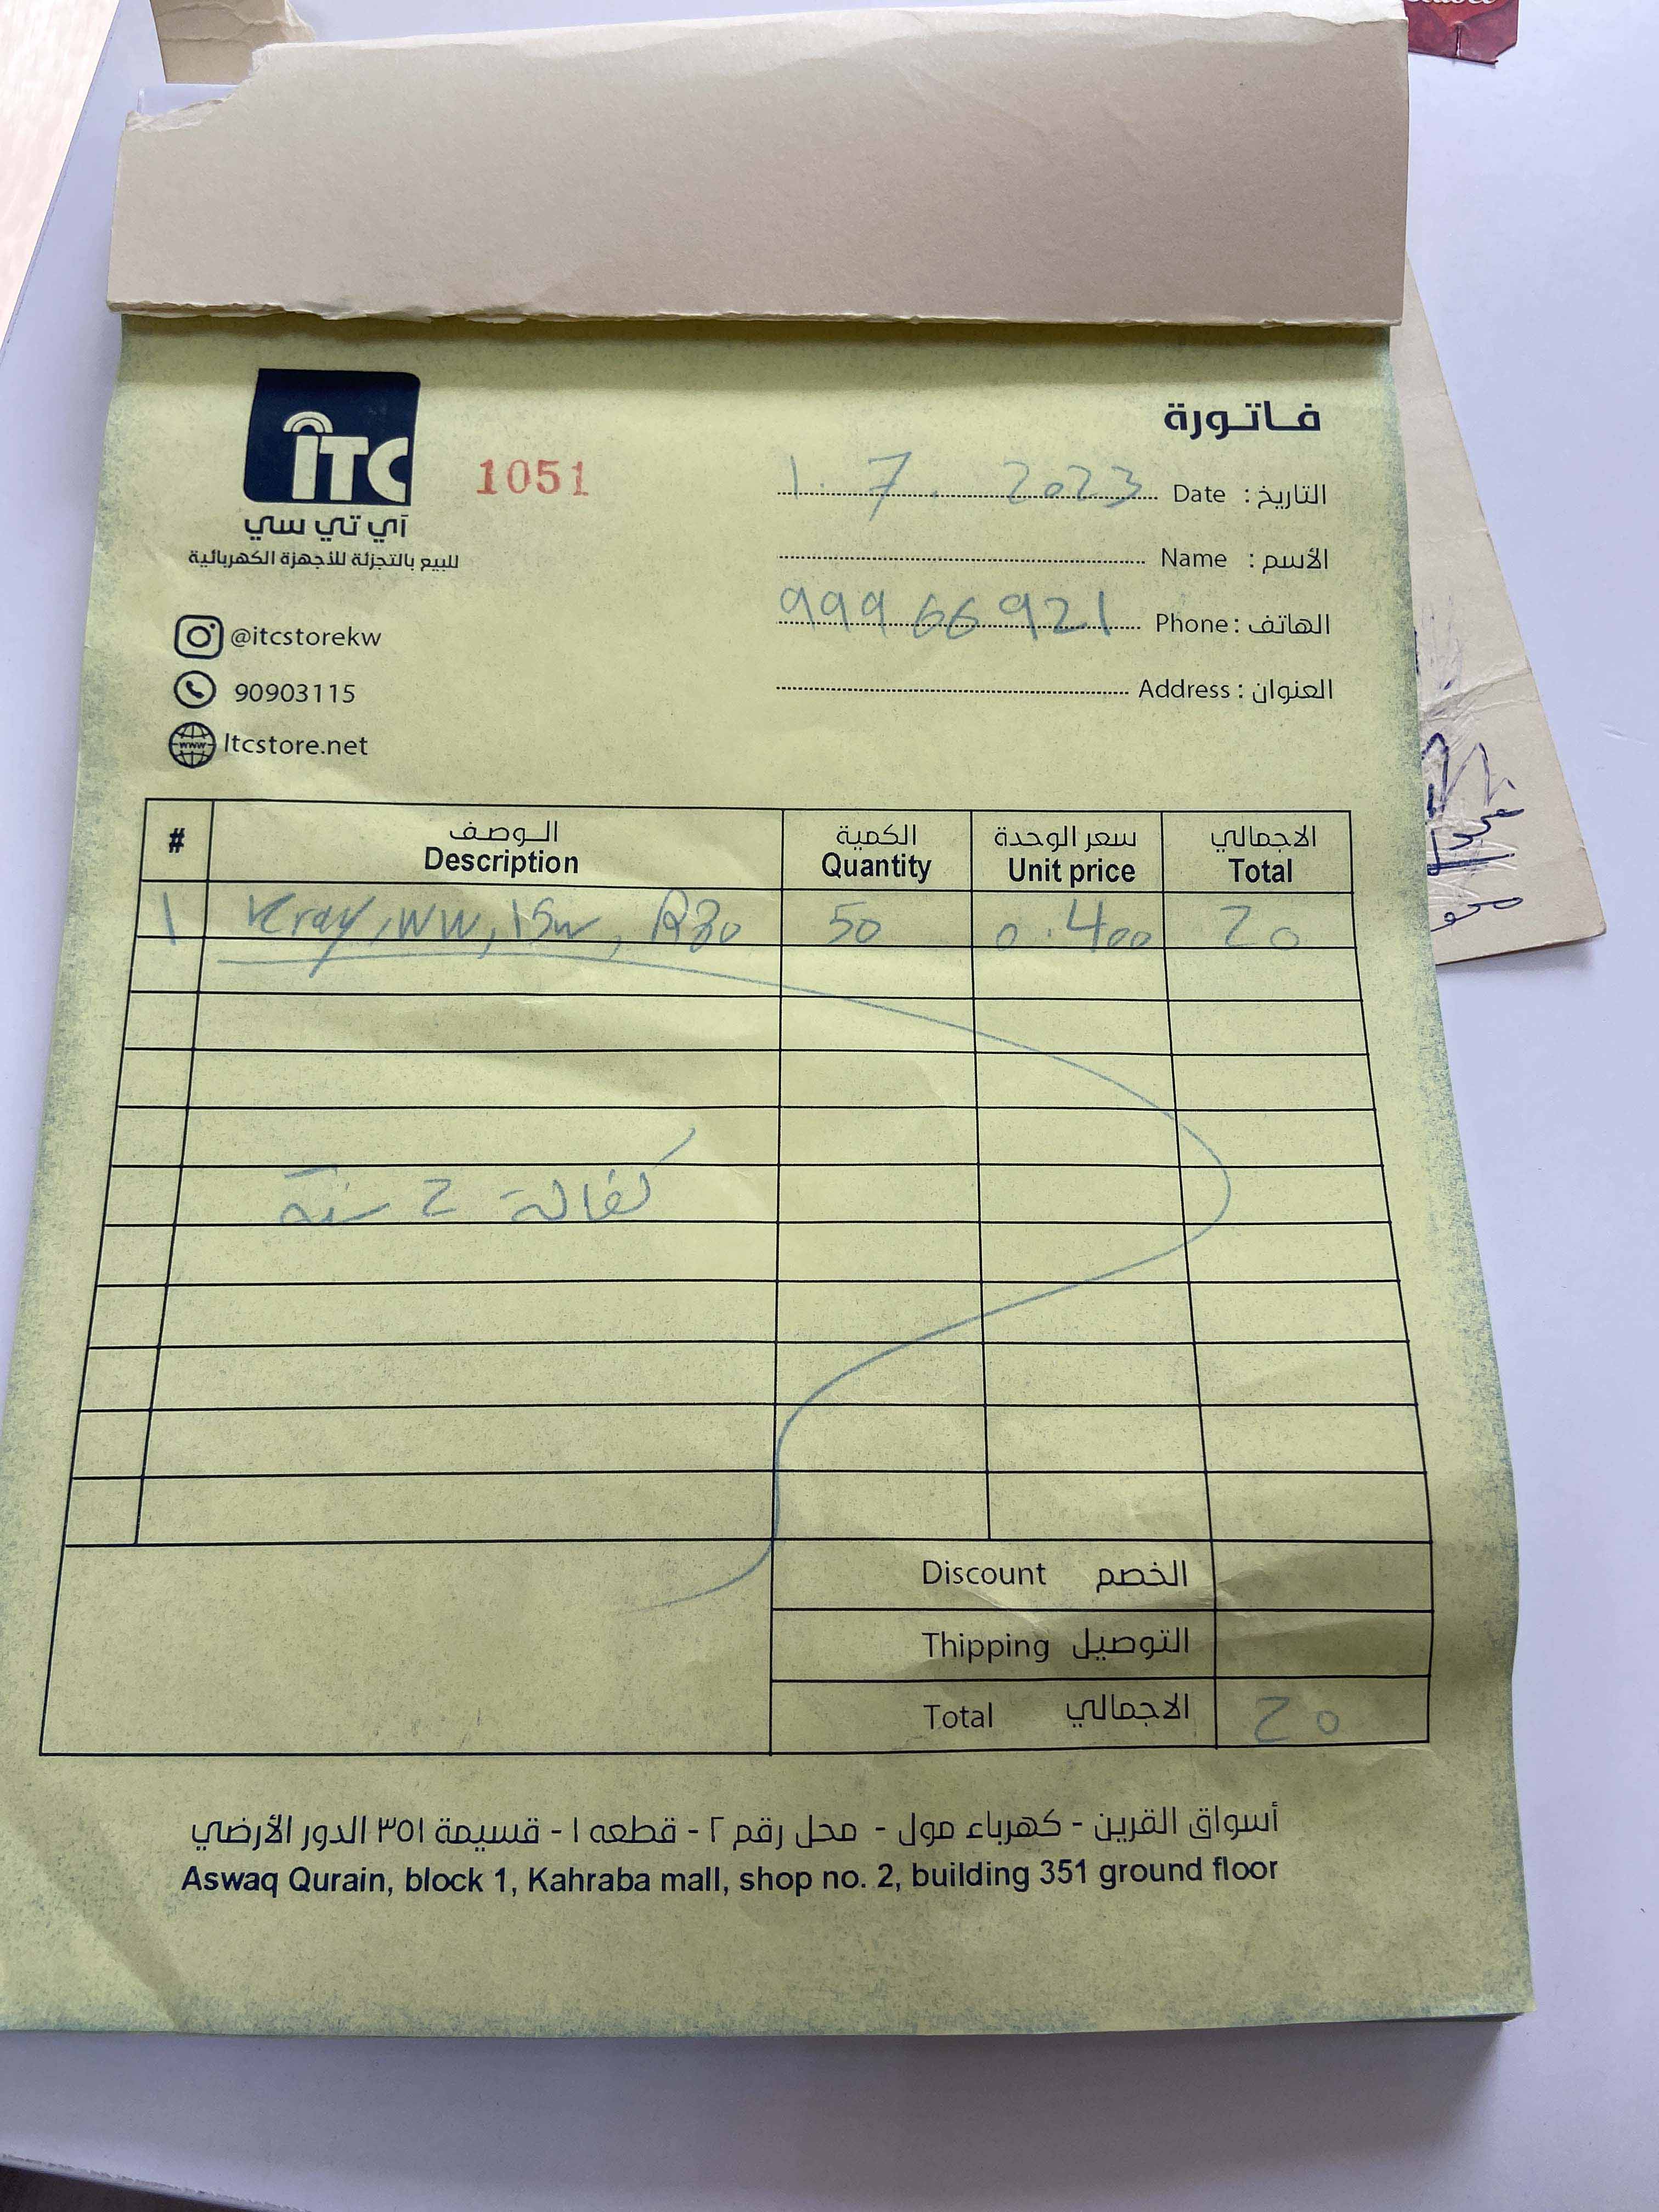 ITC
آي تي سي
للبيع بالتجزئة للأجهزة الكهربائية
1051
فاتورة
التاريخ : Date 1.7.2023
الأسم : Name
الهاتف : Phone 99966921
العنوان : Address
@itcstorekw
90903115
www
Itcstore.net
# الوصف الكمية سعر الوحدة الاجمالي
Description Quantity Unit price Total
1 Kray, WW, 15w, R80 50 0.400 20
كفالة 2 سنة
Discount الخصم
Thipping التوصيل
Total الاجمالي 20
أسواق القرين - كهرباء مول - محل رقم ٢ - قطعه ١ - قسيمة ٣٥١ الدور الأرضي
Aswaq Qurain, block 1, Kahraba mall, shop no. 2, building 351 ground floor